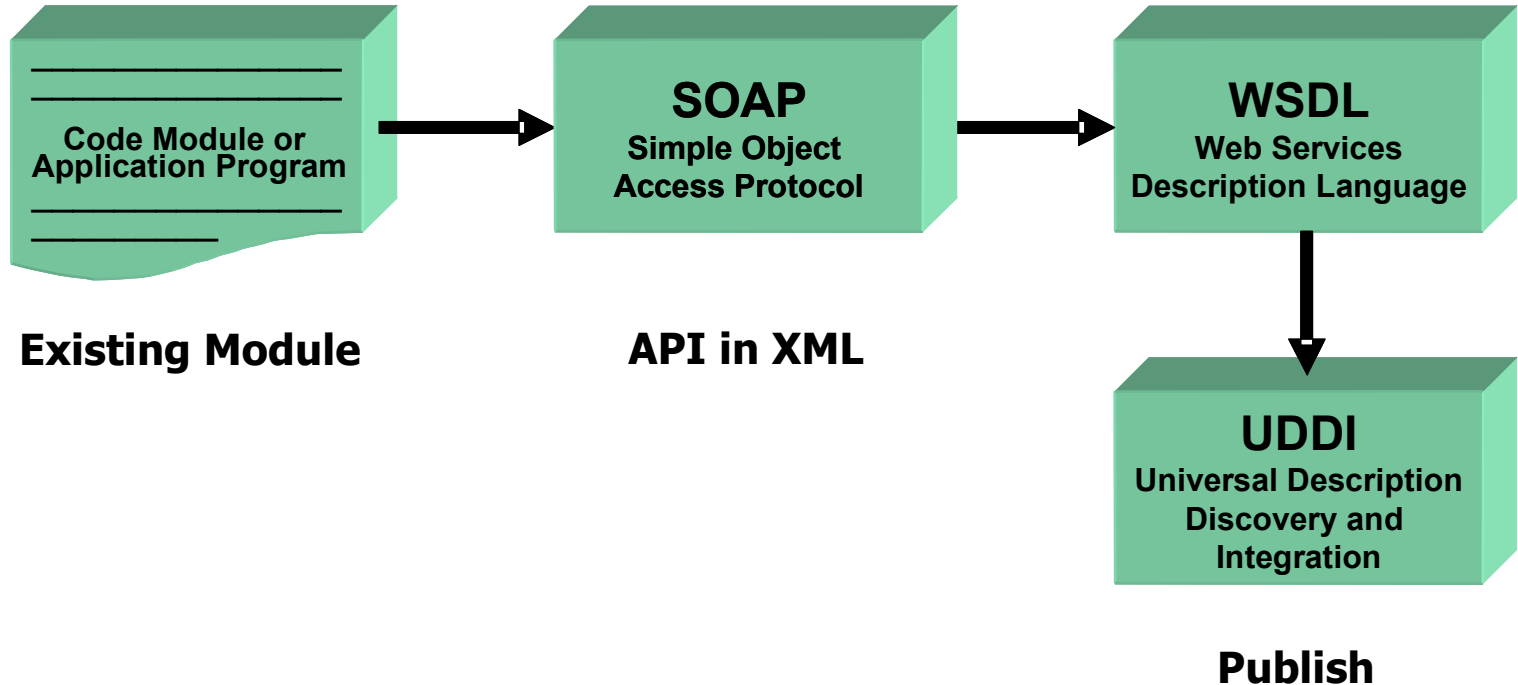 Code Module or
Application Program
Existing Module
SOAP
Simple Object
Access Protocol
API in XML
WSDL
Web Services
Description Language
UDDI
Universal Description
Discovery and
Integration
Publish